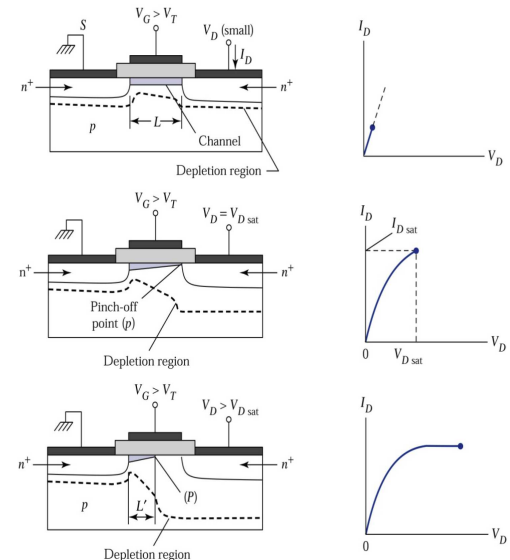 S
V_G > V_T
V_D (small)
I_D
n⁺
n⁺
p
L
Channel
Depletion region
I_D
V_D
V_G > V_T
V_D = V_D sat
n⁺
n⁺
Pinch-off
point (p)
Depletion region
I_D
I_D sat
0
V_D sat
V_D
V_G > V_T
V_D > V_D sat
n⁺
n⁺
p
L′
(P)
Depletion region
I_D
0
V_D